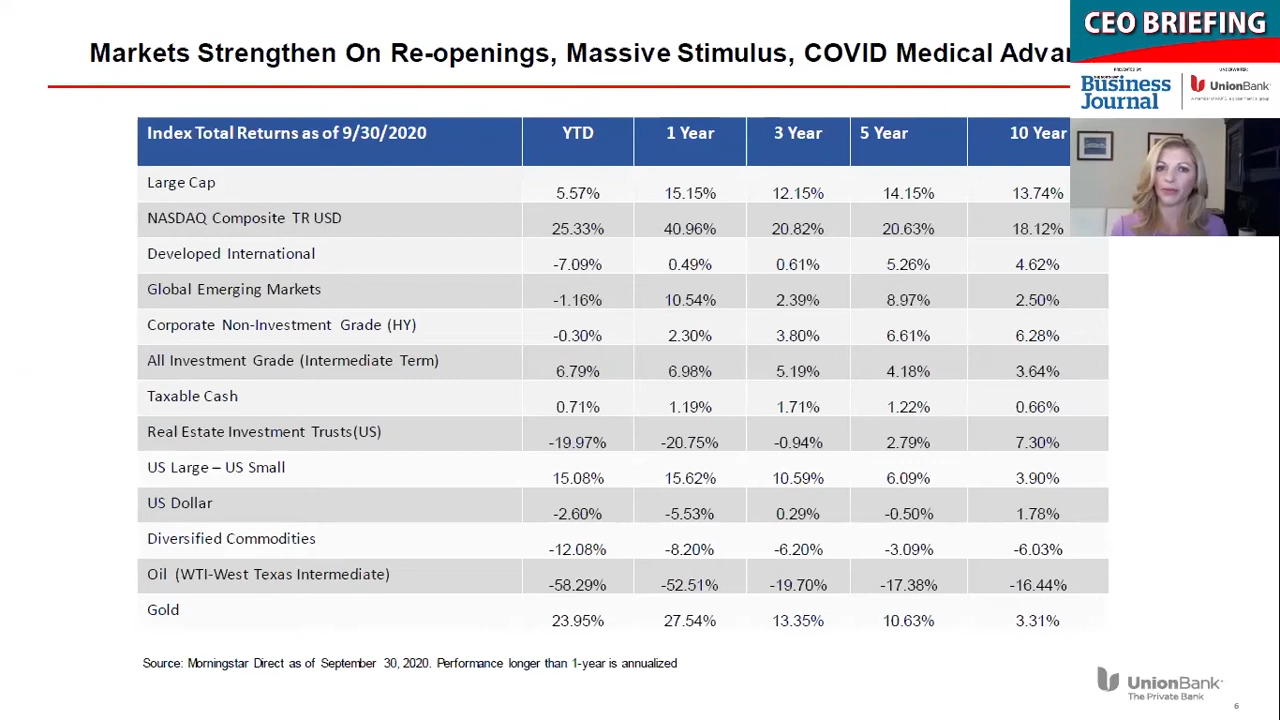 CEO BRIEFING
Markets Strengthen On Re-openings, Massive Stimulus, COVID Medical
Business Journal
UnionBank
Index Total Returns as of 9/30/2020 YTD 1 Year 3 Year 5 Year 10 Year
Large Cap 5.57% 15.15% 12.15% 14.15% 13.74%
NASDAQ Composite TR USD 25.33% 40.96% 20.82% 20.63% 18.12%
Developed International -7.09% 0.49% 0.61% 5.26% 4.62%
Global Emerging Markets -1.16% 10.54% 2.39% 8.97% 2.50%
Corporate Non-Investment Grade (HY) -0.30% 2.30% 3.80% 6.61% 6.28%
All Investment Grade (Intermediate Term) 6.79% 6.98% 5.19% 4.18% 3.64%
Taxable Cash 0.71% 1.19% 1.71% 1.22% 0.66%
Real Estate Investment Trusts(US) -19.97% -20.75% -0.94% 2.79% 7.30%
US Large – US Small 15.08% 15.62% 10.59% 6.09% 3.90%
US Dollar -2.60% -5.53% 0.29% -0.50% 1.78%
Diversified Commodities -12.08% -8.20% -6.20% -3.09% -6.03%
Oil (WTI-West Texas Intermediate) -58.29% -52.51% -19.70% -17.38% -16.44%
Gold 23.95% 27.54% 13.35% 10.63% 3.31%
Source: Morningstar Direct as of September 30, 2020. Performance longer than 1-year is annualized
UnionBank
The Private Bank
6